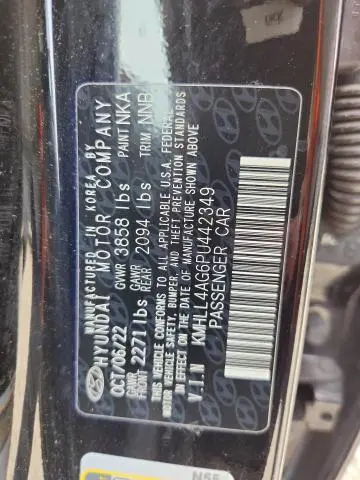 MANUFACTURED IN KOREA BY
HYUNDAI MOTOR COMPANY
OCT/06/22 GVWR 3858 lbs PAINT NKA
GAWR FRONT 2271 lbs GAWR REAR 2094 lbs TRIM NNB
THIS VEHICLE CONFORMS TO ALL APPLICABLE U.S.A. FEDERAL
MOTOR VEHICLE SAFETY, BUMPER, AND THEFT PREVENTION STANDARDS
IN EFFECT ON THE DATE OF MANUFACTURE SHOWN ABOVE
V.I.N KMHLL4AG6PU442349
PASSENGER CAR